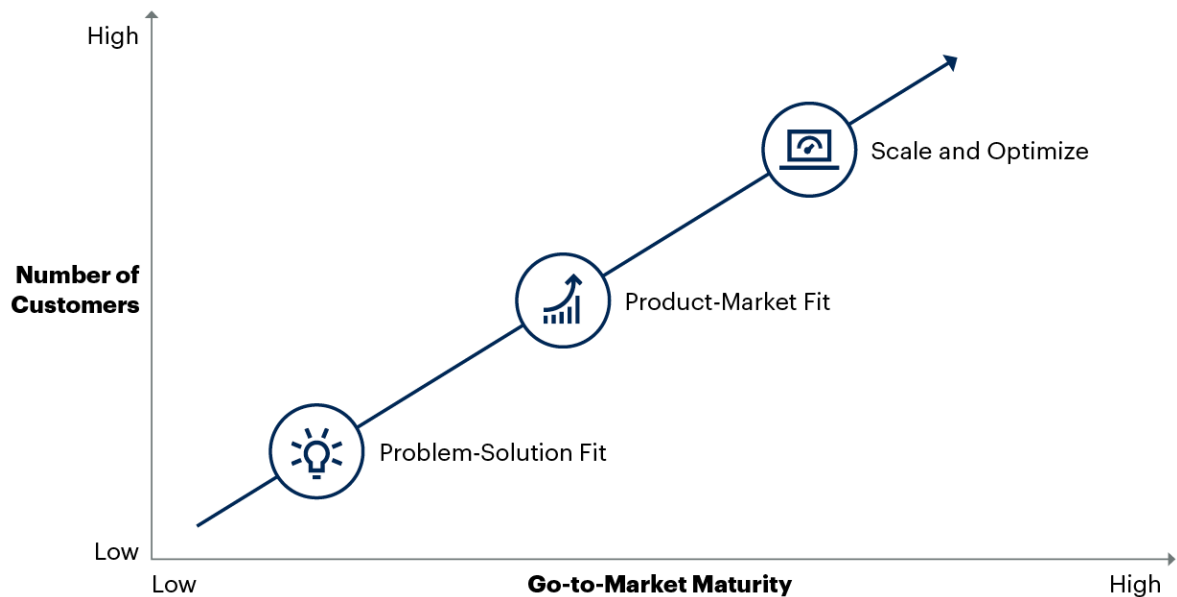 High
Scale and Optimize
Number of
Customers
Product-Market Fit
Problem-Solution Fit
Low
Low
Go-to-Market Maturity
High